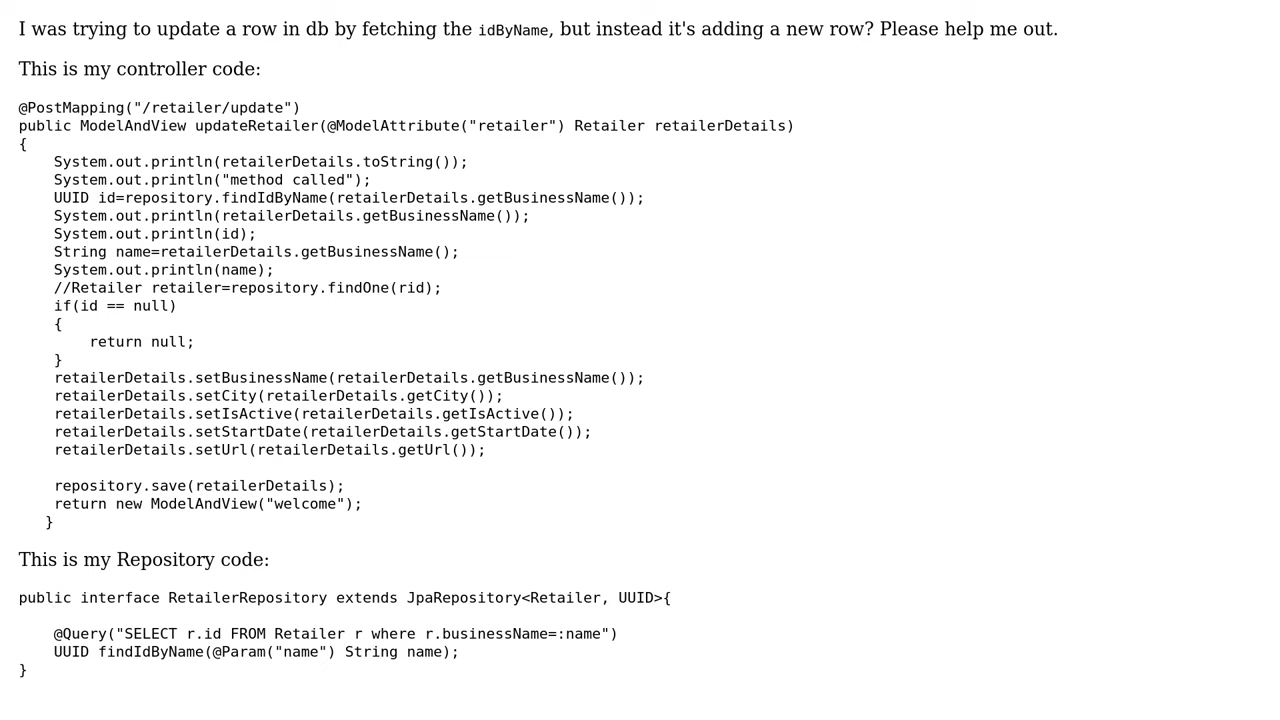 I was trying to update a row in db by fetching the idByName, but instead it's adding a new row? Please help me out.
This is my controller code:
@PostMapping("/retailer/update")
public ModelAndView updateRetailer(@ModelAttribute("retailer") Retailer retailerDetails)
{
    System.out.println(retailerDetails.toString());
    System.out.println("method called");
    UUID id=repository.findIdByName(retailerDetails.getBusinessName());
    System.out.println(retailerDetails.getBusinessName());
    System.out.println(id);
    String name=retailerDetails.getBusinessName();
    System.out.println(name);
    //Retailer retailer=repository.findOne(rid);
    if(id == null)
    {
        return null;
    }
    retailerDetails.setBusinessName(retailerDetails.getBusinessName());
    retailerDetails.setCity(retailerDetails.getCity());
    retailerDetails.setIsActive(retailerDetails.getIsActive());
    retailerDetails.setStartDate(retailerDetails.getStartDate());
    retailerDetails.setUrl(retailerDetails.getUrl());

    repository.save(retailerDetails);
    return new ModelAndView("welcome");
   }
This is my Repository code:
public interface RetailerRepository extends JpaRepository<Retailer, UUID>{

    @Query("SELECT r.id FROM Retailer r where r.businessName=:name")
    UUID findIdByName(@Param("name") String name);
}